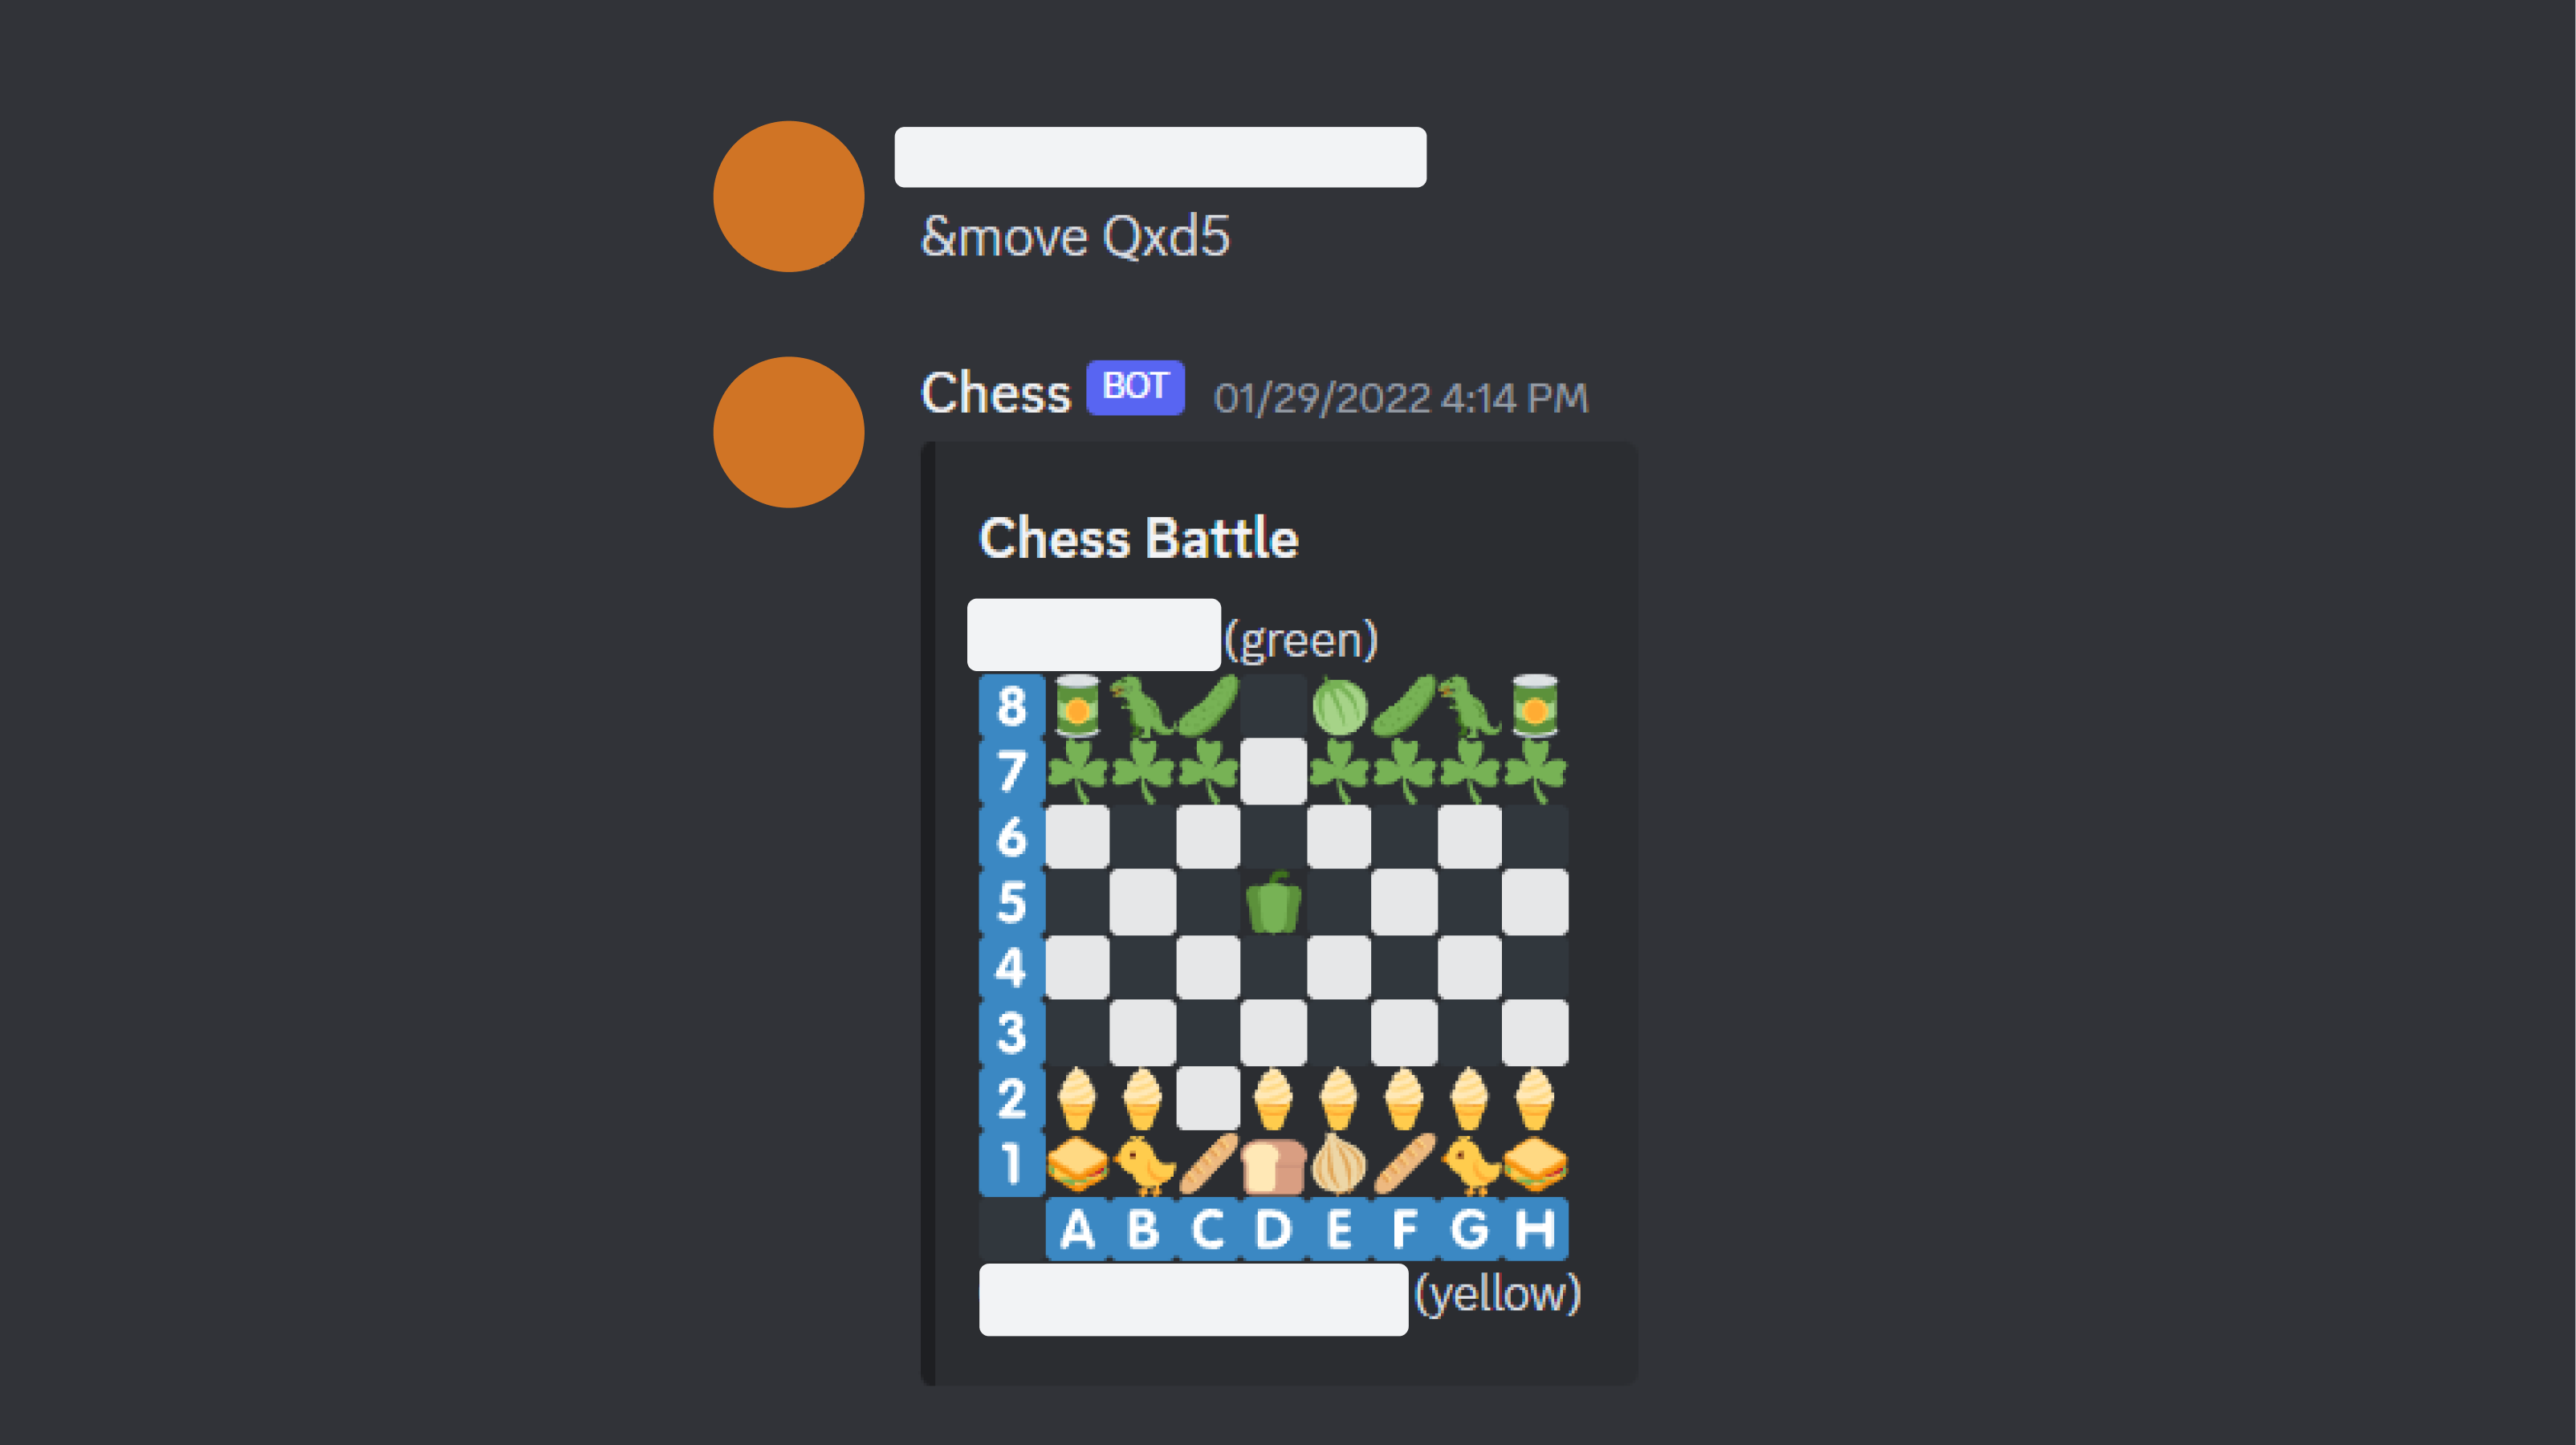 &move Qxd5
Chess BOT 01/29/2022 4:14 PM
Chess Battle
(green)
8
7
6
5
4
3
2
1
A B C D E F G H
(yellow)